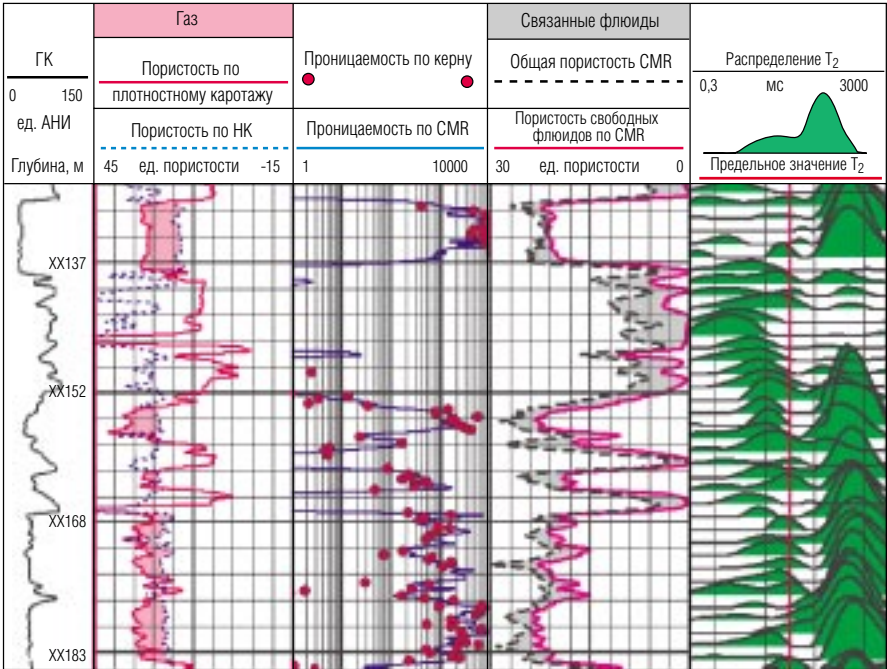 ГК
0 150
ед. АНИ
Глубина, м
Газ
Пористость по
плотностному каротажу
Пористость по НК
45 ед. пористости -15
Проницаемость по керну
Проницаемость по CMR
1 10000
Связанные флюиды
Общая пористость CMR
Пористость свободных
флюидов по CMR
30 ед. пористости 0
Распределение T2
0,3 мс 3000
Предельное значение T2
XX137
XX152
XX168
XX183